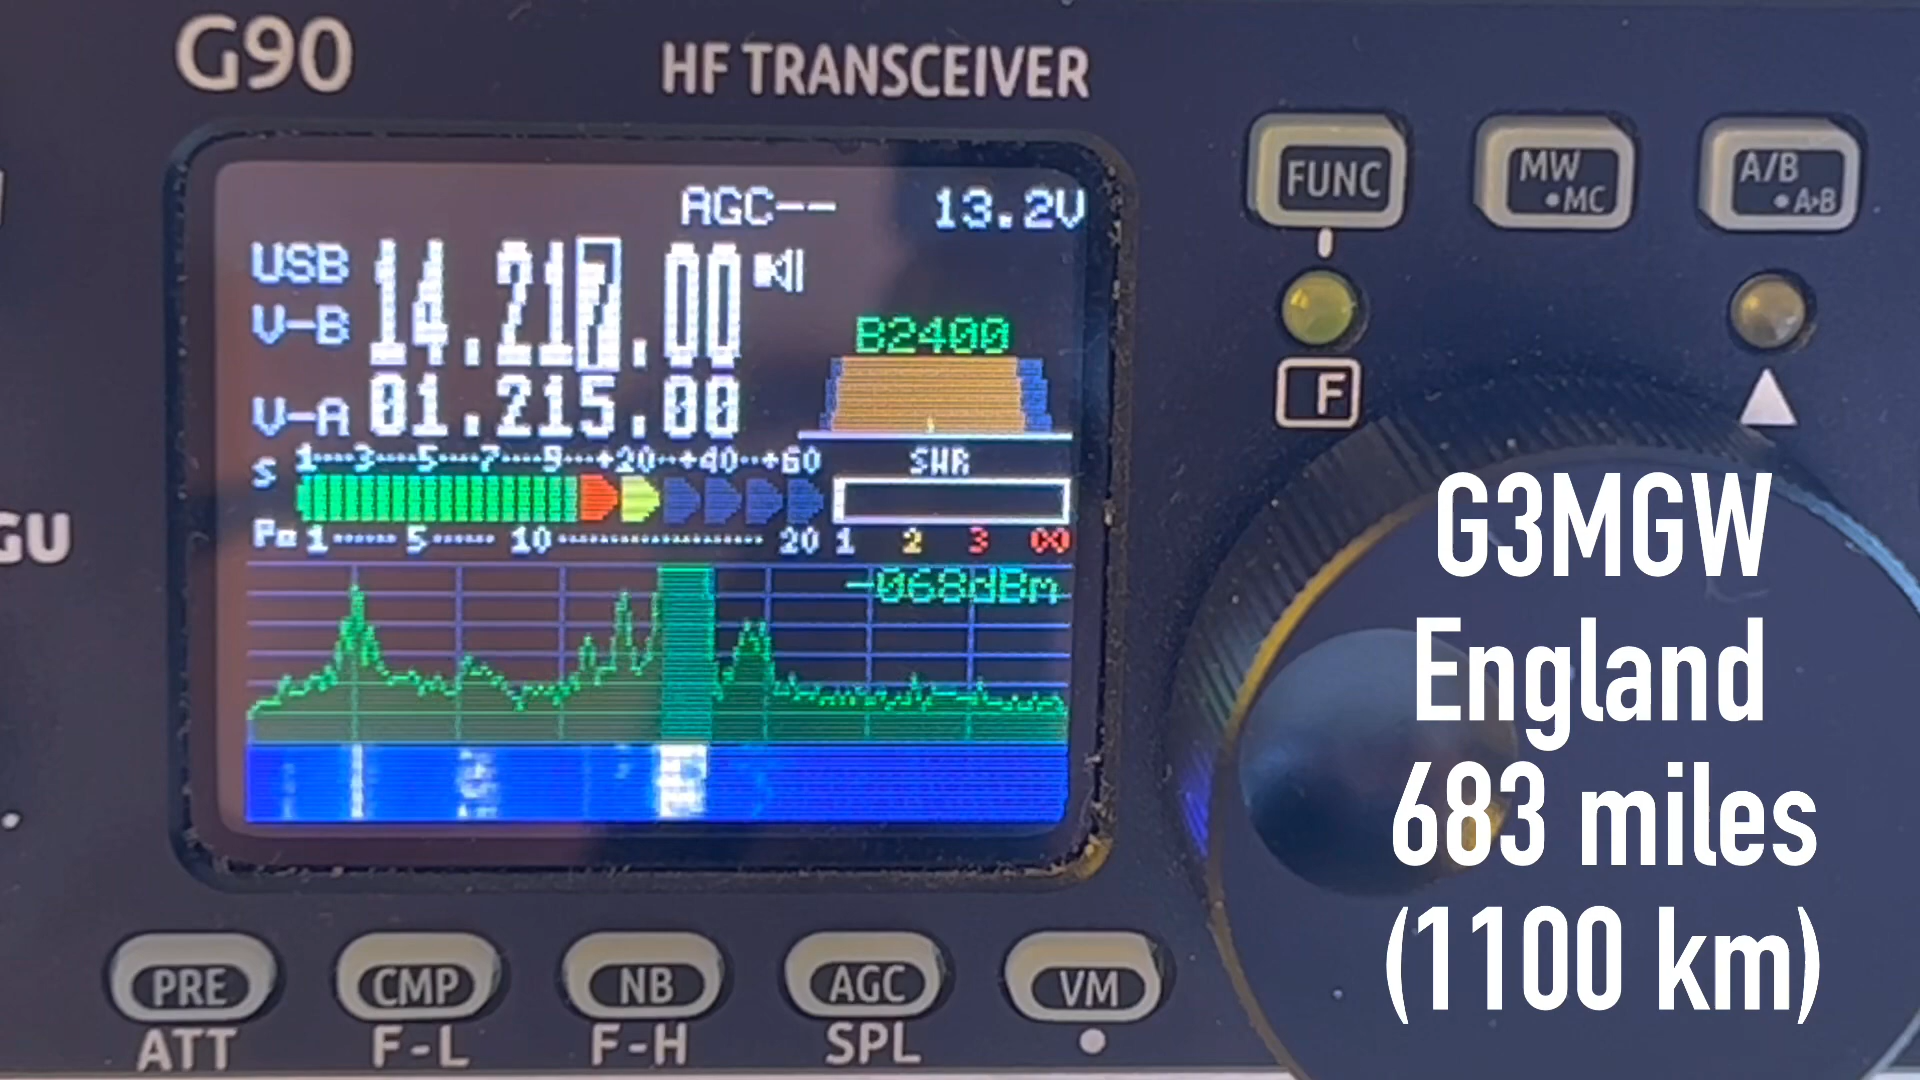 G90
HF TRANSCEIVER
AGC-- 13.2V
USB
V-B 14.217.00
V-A 01.215.00
B2400
S 1 3 5 7 9 +20 +40 +60
SWR
Po 1 5 10 20
1 2 3 ∞
-068dBm
FUNC
MW
•MC
A/B
•A▸B
F
GU
PRE
CMP
NB
AGC
VM
ATT
F-L
F-H
SPL
G3MGW
England
683 miles
(1100 km)